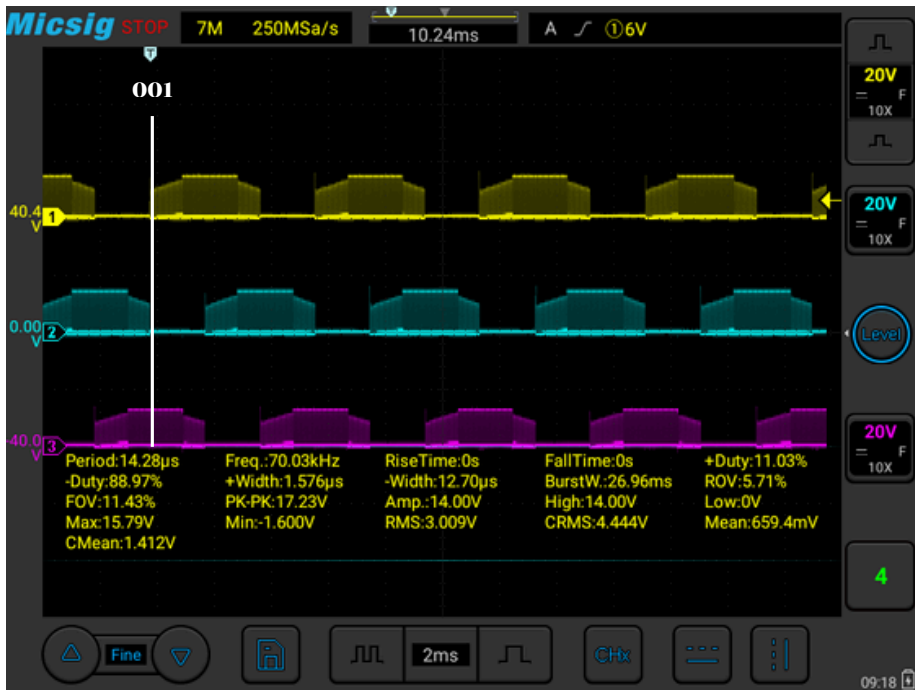 Micsig STOP 7M 250MSa/s 10.24ms A ①6V
T
001
20V
F
10X
40.4
V
1
20V
F
10X
0.00
V
2
Level
20V
F
10X
-40.0
V
3
Period:14.28μs Freq.:70.03kHz RiseTime:0s FallTime:0s +Duty:11.03%
-Duty:88.97% +Width:1.576μs -Width:12.70μs BurstW.:26.96ms ROV:5.71%
FOV:11.43% PK-PK:17.23V Amp.:14.00V High:14.00V Low:0V
Max:15.79V Min:-1.600V RMS:3.009V CRMS:4.444V Mean:659.4mV
CMean:1.412V
4
Fine 2ms CHx
09:18